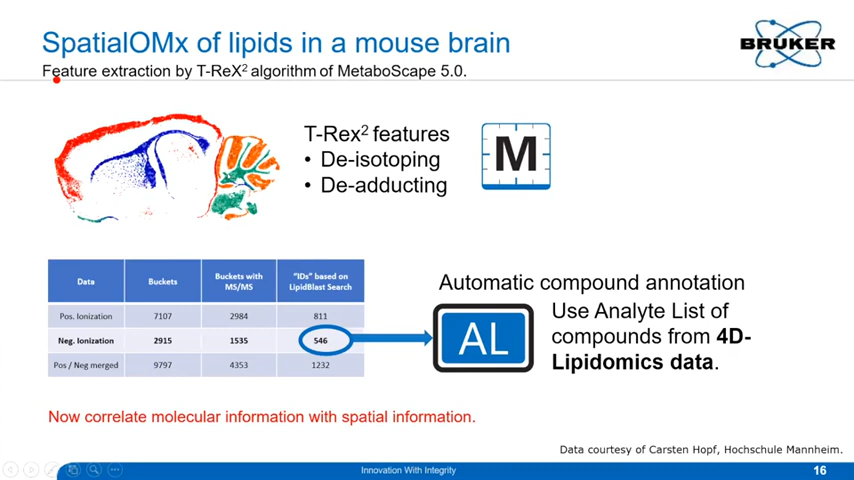 SpatialOMx of lipids in a mouse brain
Feature extraction by T-ReX² algorithm of MetaboScape 5.0.
BRUKER
T-Rex² features
• De-isotoping
• De-adducting
M
Data Buckets Buckets with MS/MS "IDs" based on LipidBlast Search
Pos. Ionization 7107 2984 811
Neg. Ionization 2915 1535 546
Pos / Neg merged 9797 4353 1232
Automatic compound annotation
AL
Use Analyte List of
compounds from 4D-
Lipidomics data.
Now correlate molecular information with spatial information.
Data courtesy of Carsten Hopf, Hochschule Mannheim.
Innovation With Integrity
16